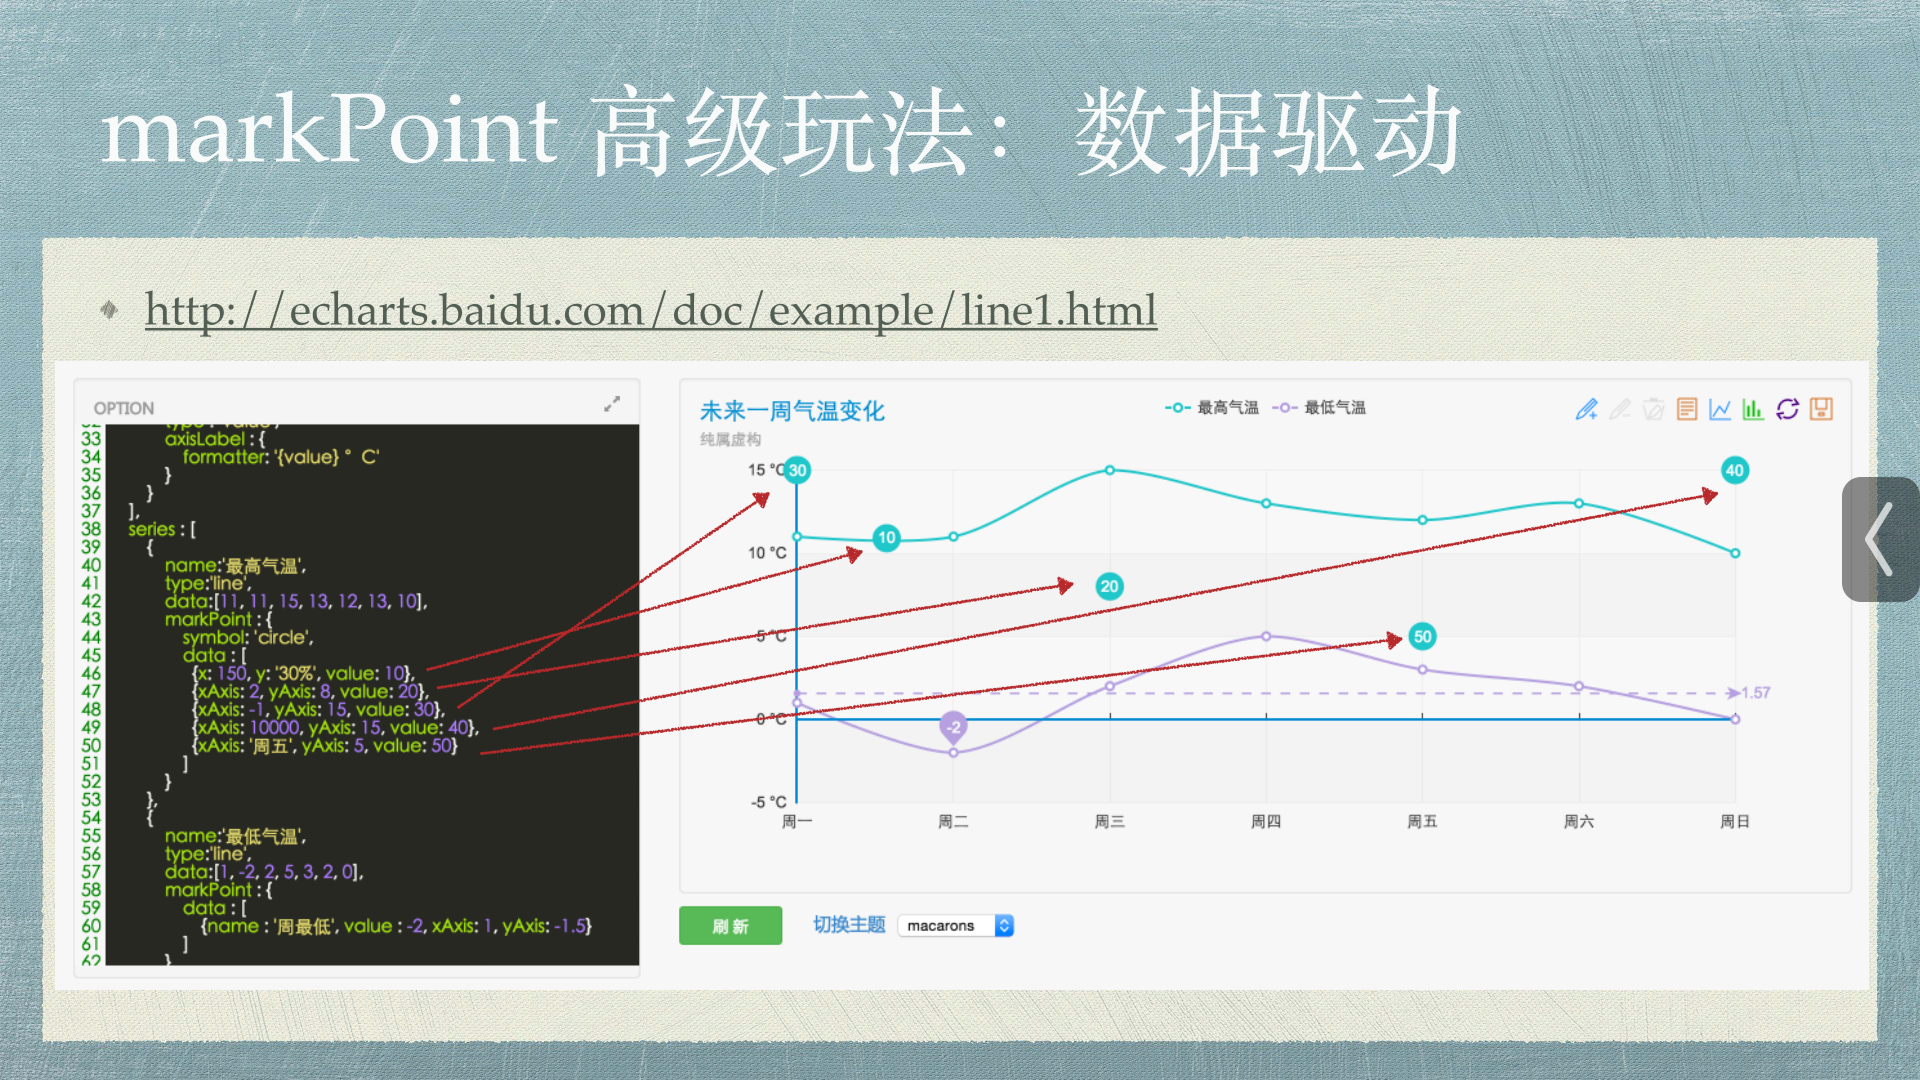 markPoint 高级玩法：数据驱动
http://echarts.baidu.com/doc/example/line1.html
OPTION
33 axisLabel : {
34 formatter: '{value} ° C'
35 }
36 }
37 ],
38 series : [
39 {
40 name:'最高气温',
41 type:'line',
42 data:[11, 11, 15, 13, 12, 13, 10],
43 markPoint : {
44 symbol: 'circle',
45 data : [
46 {x: 150, y: '30%', value: 10},
47 {xAxis: 2, yAxis: 8, value: 20},
48 {xAxis: -1, yAxis: 15, value: 30},
49 {xAxis: 10000, yAxis: 15, value: 40},
50 {xAxis: '周五', yAxis: 5, value: 50}
51 ]
52 }
53 },
54 {
55 name:'最低气温',
56 type:'line',
57 data:[1, -2, 2, 5, 3, 2, 0],
58 markPoint : {
59 data : [
60 {name : '周最低', value : -2, xAxis: 1, yAxis: -1.5}
61 ]
62 }
未来一周气温变化
纯属虚构
最高气温 最低气温
15 °C 30 40
10 10 °C
20
5 °C 50
1.57
0 °C -2
-5 °C
周一 周二 周三 周四 周五 周六 周日
刷 新 切换主题 macarons